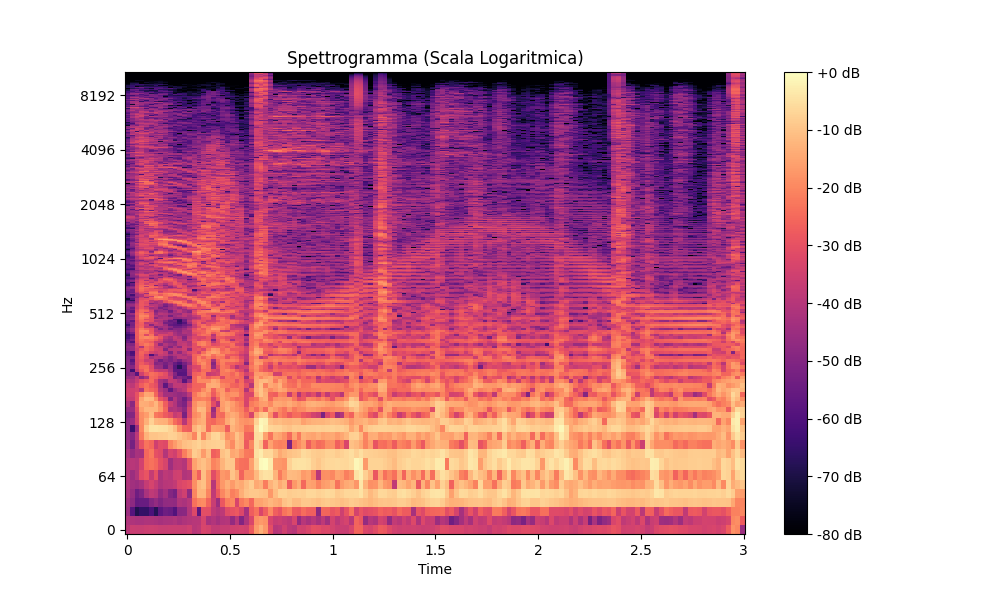 Spettrogramma (Scala Logaritmica)
Hz
8192
4096
2048
1024
512
256
128
64
0
0 0.5 1 1.5 2 2.5 3
Time
+0 dB
-10 dB
-20 dB
-30 dB
-40 dB
-50 dB
-60 dB
-70 dB
-80 dB